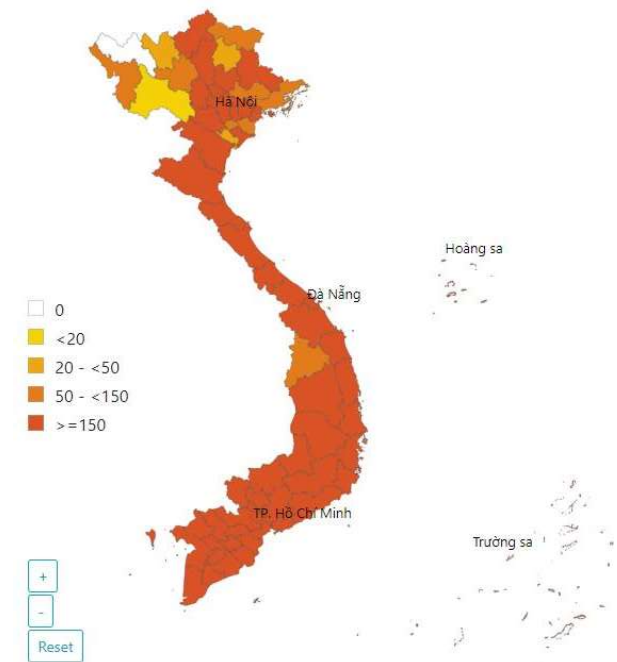 Hà Nội
Hoàng sa
Đà Nẵng
0
<20
20 - <50
50 - <150
>=150
TP. Hồ Chí Minh
Trường sa
+
-
Reset